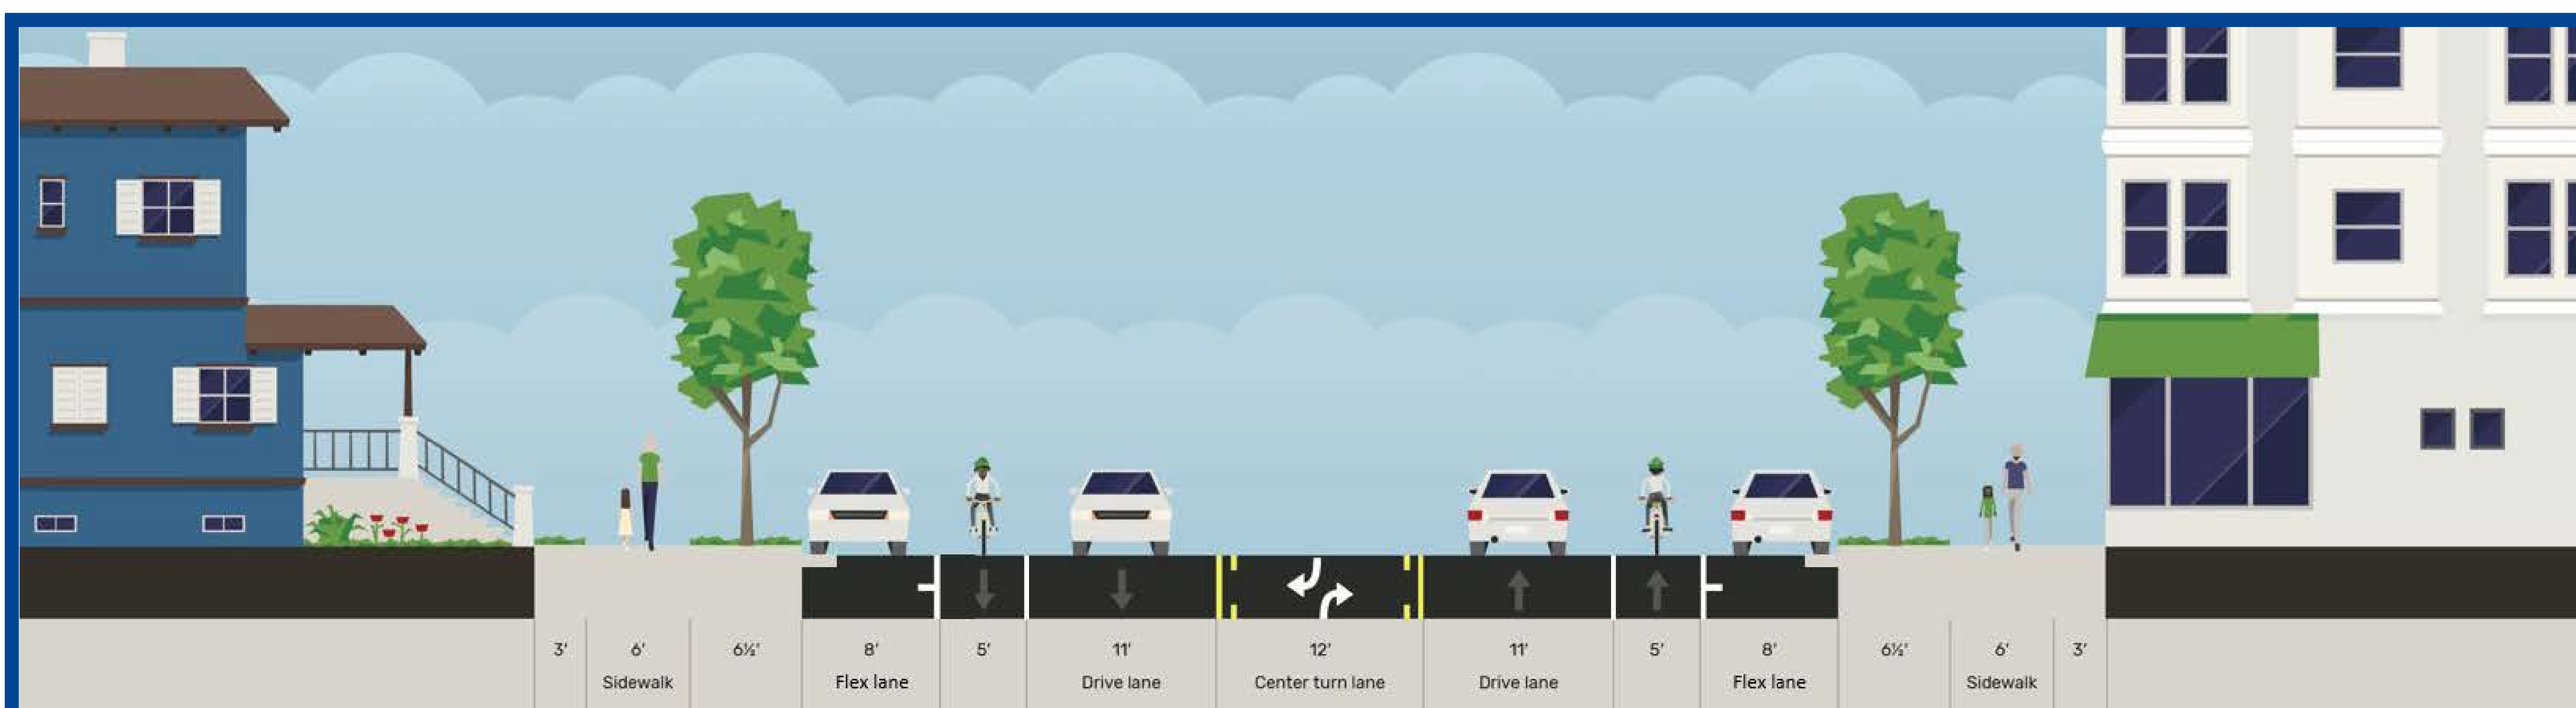 3' 6' 6½' 8' 5' 11' 12' 11' 5' 8' 6½' 6' 3'
Sidewalk Flex lane Drive lane Center turn lane Drive lane Flex lane Sidewalk